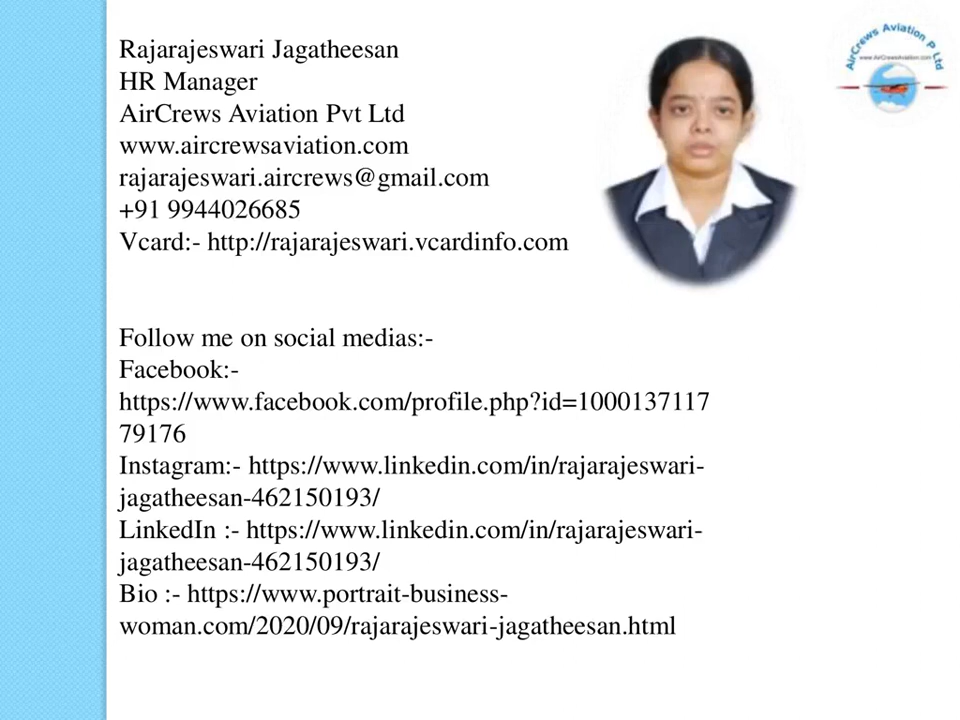 Rajarajeswari Jagatheesan
HR Manager
AirCrews Aviation Pvt Ltd
www.aircrewsaviation.com
rajarajeswari.aircrews@gmail.com
+91 9944026685
Vcard:- http://rajarajeswari.vcardinfo.com
AirCrews Aviation P Ltd
www.AirCrewsAviation.com
Follow me on social medias:-
Facebook:-
https://www.facebook.com/profile.php?id=1000137117
79176
Instagram:- https://www.linkedin.com/in/rajarajeswari-
jagatheesan-462150193/
LinkedIn :- https://www.linkedin.com/in/rajarajeswari-
jagatheesan-462150193/
Bio :- https://www.portrait-business-
woman.com/2020/09/rajarajeswari-jagatheesan.html